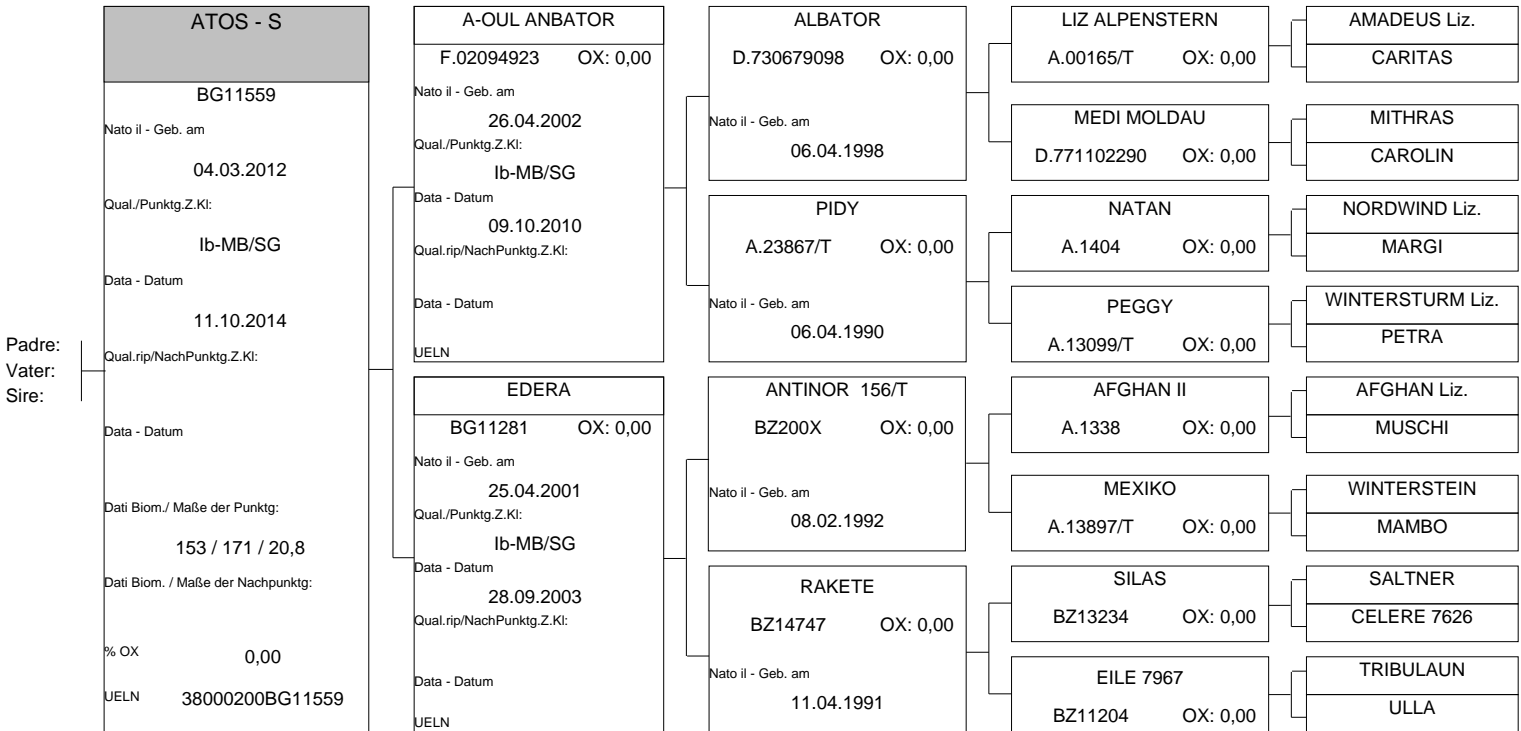 Padre:
Vater:
Sire:
ATOS - S
BG11559
Nato il - Geb. am
04.03.2012
Qual./Punktg.Z.Kl:
Ib-MB/SG
Data - Datum
11.10.2014
Qual.rip/NachPunktg.Z.Kl:
Data - Datum
Dati Biom./ Maße der Punktg:
153 / 171 / 20,8
Dati Biom. / Maße der Nachpunktg:
% OX 0,00
UELN 38000200BG11559
A-OUL ANBATOR
F.02094923 OX: 0,00
Nato il - Geb. am
26.04.2002
Qual./Punktg.Z.Kl:
Ib-MB/SG
Data - Datum
09.10.2010
Qual.rip/NachPunktg.Z.Kl:
Data - Datum
UELN
EDERA
BG11281 OX: 0,00
Nato il - Geb. am
25.04.2001
Qual./Punktg.Z.Kl:
Ib-MB/SG
Data - Datum
28.09.2003
Qual.rip/NachPunktg.Z.Kl:
Data - Datum
UELN
ALBATOR
D.730679098 OX: 0,00
Nato il - Geb. am
06.04.1998
PIDY
A.23867/T OX: 0,00
Nato il - Geb. am
06.04.1990
ANTINOR 156/T
BZ200X OX: 0,00
Nato il - Geb. am
08.02.1992
RAKETE
BZ14747 OX: 0,00
Nato il - Geb. am
11.04.1991
LIZ ALPENSTERN
A.00165/T OX: 0,00
MEDI MOLDAU
D.771102290 OX: 0,00
NATAN
A.1404 OX: 0,00
PEGGY
A.13099/T OX: 0,00
AFGHAN II
A.1338 OX: 0,00
MEXIKO
A.13897/T OX: 0,00
SILAS
BZ13234 OX: 0,00
EILE 7967
BZ11204 OX: 0,00
AMADEUS Liz.
CARITAS
MITHRAS
CAROLIN
NORDWIND Liz.
MARGI
WINTERSTURM Liz.
PETRA
AFGHAN Liz.
MUSCHI
WINTERSTEIN
MAMBO
SALTNER
CELERE 7626
TRIBULAUN
ULLA